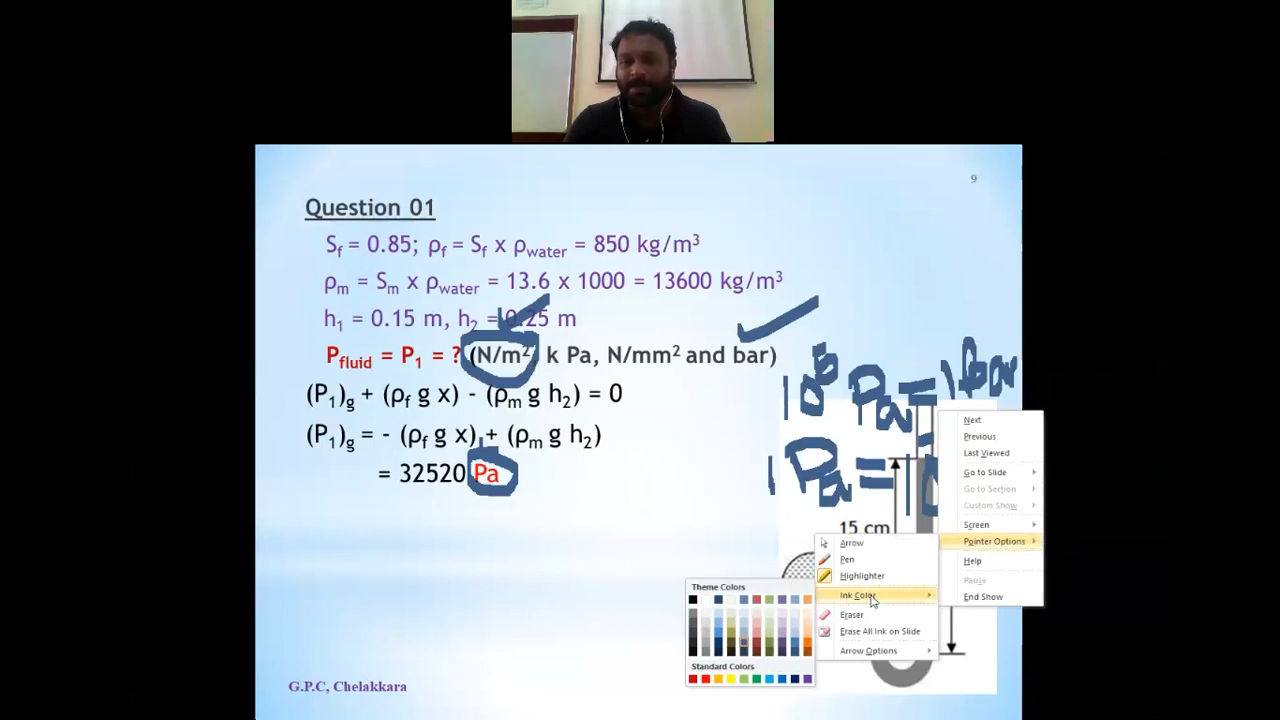 9
Question 01
Sf = 0.85; ρf = Sf x ρwater = 850 kg/m³
ρm = Sm x ρwater = 13.6 x 1000 = 13600 kg/m³
h1 = 0.15 m, h2 = 0.25 m
Pfluid = P1 = ? (N/m², k Pa, N/mm² and bar)
(P1)g + (ρf g x) - (ρm g h2) = 0
(P1)g = - (ρf g x) + (ρm g h2)
= 32520 Pa
10⁵ Pa = 1 bar
1 Pa = 10
15 cm
Next
Previous
Last Viewed
Go to Slide
Go to Section
Custom Show
Screen
Pointer Options
Help
Pause
End Show
Arrow
Pen
Highlighter
Ink Color
Eraser
Erase All Ink on Slide
Arrow Options
Theme Colors
Standard Colors
G.P.C, Chelakkara